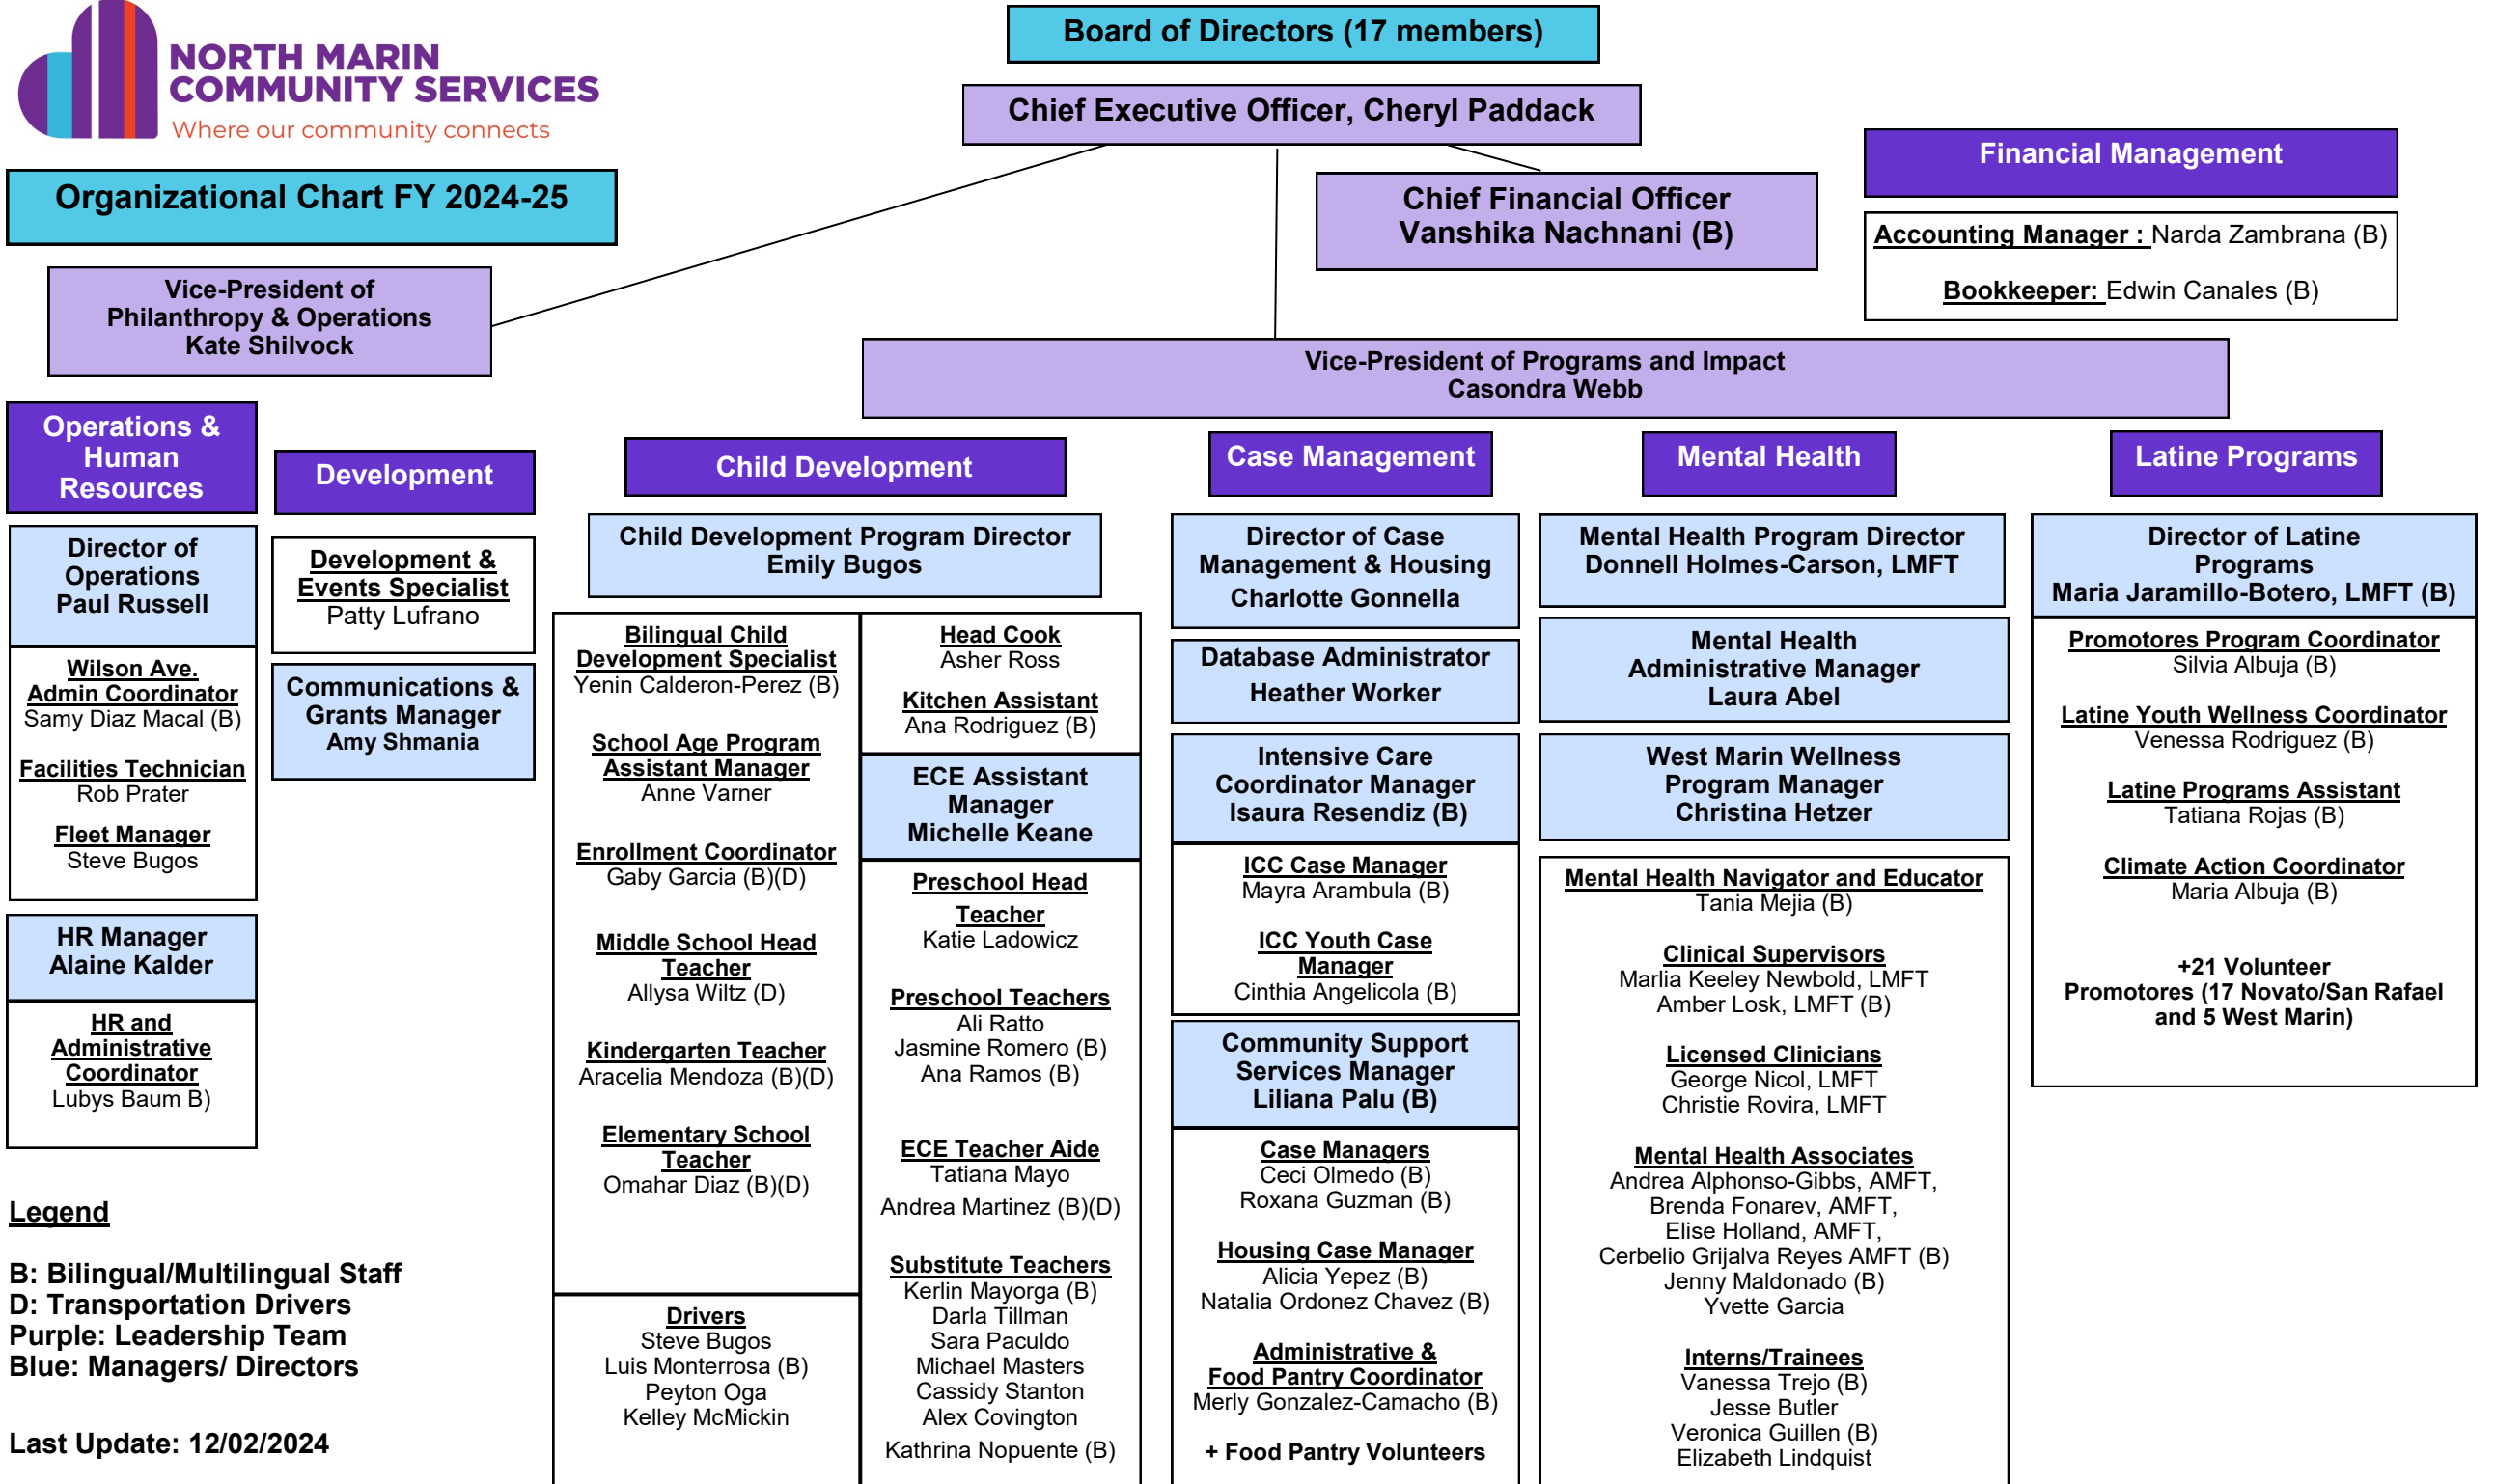 NORTH MARIN
COMMUNITY SERVICES
Where our community connects
Organizational Chart FY 2024-25
Board of Directors (17 members)
Chief Executive Officer, Cheryl Paddack
Chief Financial Officer
Vanshika Nachnani (B)
Financial Management
Accounting Manager : Narda Zambrana (B)
Bookkeeper: Edwin Canales (B)
Vice-President of
Philanthropy & Operations
Kate Shilvock
Vice-President of Programs and Impact
Casondra Webb
Operations &
Human
Resources
Director of
Operations
Paul Russell
Wilson Ave.
Admin Coordinator
Samy Diaz Macal (B)
Facilities Technician
Rob Prater
Fleet Manager
Steve Bugos
HR Manager
Alaine Kalder
HR and
Administrative
Coordinator
Lubys Baum B)
Development
Development &
Events Specialist
Patty Lufrano
Communications &
Grants Manager
Amy Shmania
Child Development
Child Development Program Director
Emily Bugos
Bilingual Child
Development Specialist
Yenin Calderon-Perez (B)
School Age Program
Assistant Manager
Anne Varner
Enrollment Coordinator
Gaby Garcia (B)(D)
Middle School Head
Teacher
Allysa Wiltz (D)
Kindergarten Teacher
Aracelia Mendoza (B)(D)
Elementary School
Teacher
Omahar Diaz (B)(D)
Drivers
Steve Bugos
Luis Monterrosa (B)
Peyton Oga
Kelley McMickin
Head Cook
Asher Ross
Kitchen Assistant
Ana Rodriguez (B)
ECE Assistant
Manager
Michelle Keane
Preschool Head
Teacher
Katie Ladowicz
Preschool Teachers
Ali Ratto
Jasmine Romero (B)
Ana Ramos (B)
ECE Teacher Aide
Tatiana Mayo
Andrea Martinez (B)(D)
Substitute Teachers
Kerlin Mayorga (B)
Darla Tillman
Sara Paculdo
Michael Masters
Cassidy Stanton
Alex Covington
Kathrina Nopuente (B)
Case Management
Director of Case
Management & Housing
Charlotte Gonnella
Database Administrator
Heather Worker
Intensive Care
Coordinator Manager
Isaura Resendiz (B)
ICC Case Manager
Mayra Arambula (B)
ICC Youth Case
Manager
Cinthia Angelicola (B)
Community Support
Services Manager
Liliana Palu (B)
Case Managers
Ceci Olmedo (B)
Roxana Guzman (B)
Housing Case Manager
Alicia Yepez (B)
Natalia Ordonez Chavez (B)
Administrative &
Food Pantry Coordinator
Merly Gonzalez-Camacho (B)
+ Food Pantry Volunteers
Mental Health
Mental Health Program Director
Donnell Holmes-Carson, LMFT
Mental Health
Administrative Manager
Laura Abel
West Marin Wellness
Program Manager
Christina Hetzer
Mental Health Navigator and Educator
Tania Mejia (B)
Clinical Supervisors
Marlia Keeley Newbold, LMFT
Amber Losk, LMFT (B)
Licensed Clinicians
George Nicol, LMFT
Christie Rovira, LMFT
Mental Health Associates
Andrea Alphonso-Gibbs, AMFT,
Brenda Fonarev, AMFT,
Elise Holland, AMFT,
Cerbelio Grijalva Reyes AMFT (B)
Jenny Maldonado (B)
Yvette Garcia
Interns/Trainees
Vanessa Trejo (B)
Jesse Butler
Veronica Guillen (B)
Elizabeth Lindquist
Latine Programs
Director of Latine
Programs
Maria Jaramillo-Botero, LMFT (B)
Promotores Program Coordinator
Silvia Albuja (B)
Latine Youth Wellness Coordinator
Venessa Rodriguez (B)
Latine Programs Assistant
Tatiana Rojas (B)
Climate Action Coordinator
Maria Albuja (B)
+21 Volunteer
Promotores (17 Novato/San Rafael
and 5 West Marin)
Legend
B: Bilingual/Multilingual Staff
D: Transportation Drivers
Purple: Leadership Team
Blue: Managers/ Directors
Last Update: 12/02/2024